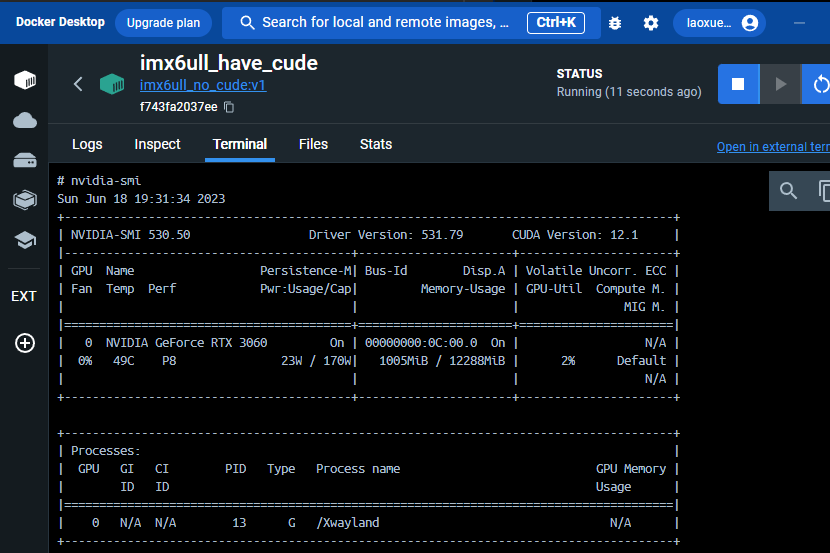 Docker Desktop Upgrade plan Search for local and remote images, ... Ctrl+K laoxue...
imx6ull_have_cude
imx6ull_no_cude:v1
f743fa2037ee
STATUS
Running (11 seconds ago)
Logs Inspect Terminal Files Stats
Open in external ter
EXT
# nvidia-smi
Sun Jun 18 19:31:34 2023
+---------------------------------------------------------------------------------------+
| NVIDIA-SMI 530.50                 Driver Version: 531.79       CUDA Version: 12.1     |
|-----------------------------------------+----------------------+----------------------+
| GPU  Name                  Persistence-M| Bus-Id        Disp.A | Volatile Uncorr. ECC |
| Fan  Temp  Perf            Pwr:Usage/Cap|         Memory-Usage | GPU-Util  Compute M. |
|                                         |                      |               MIG M. |
|=========================================+======================+======================|
|   0  NVIDIA GeForce RTX 3060         On | 00000000:0C:00.0  On |                  N/A |
|  0%   49C    P8               23W / 170W|   1005MiB / 12288MiB |      2%      Default |
|                                         |                      |                  N/A |
+-----------------------------------------+----------------------+----------------------+
+---------------------------------------------------------------------------------------+
| Processes:                                                                            |
|  GPU   GI   CI        PID   Type   Process name                            GPU Memory |
|        ID   ID                                                             Usage      |
|=======================================================================================|
|    0   N/A  N/A        13      G   /Xwayland                                 N/A      |
+---------------------------------------------------------------------------------------+